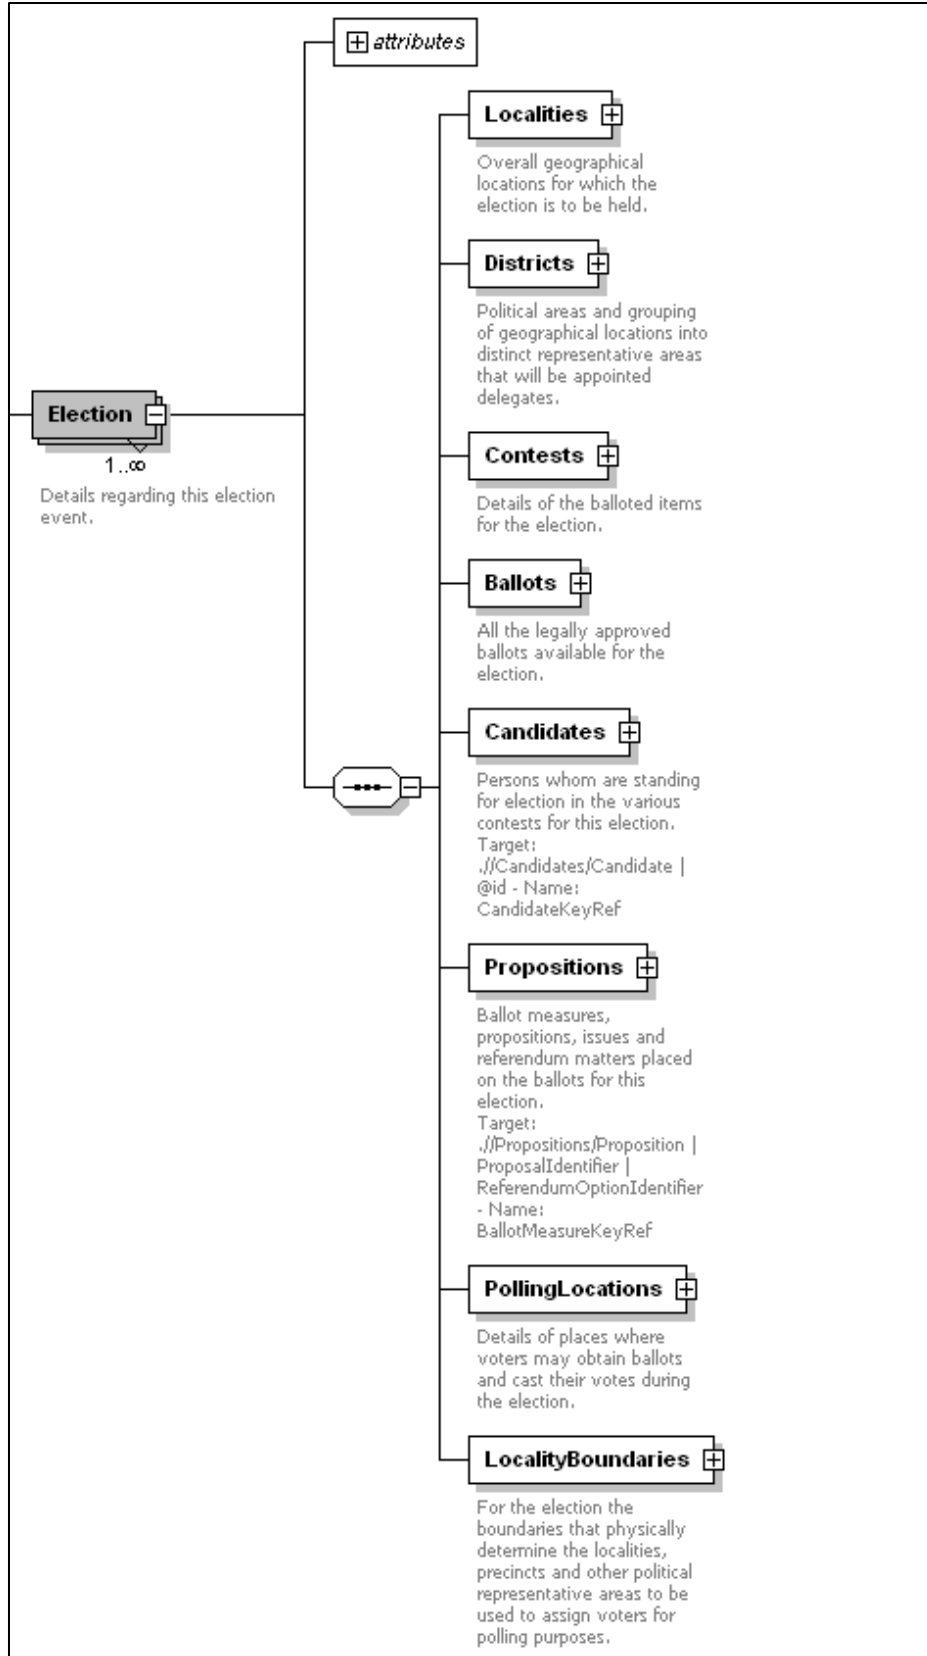 attributes
Localities
Overall geographical
locations for which the
election is to be held.
Districts
Political areas and grouping
of geographical locations into
distinct representative areas
that will be appointed
delegates.
Election
1..∞
Details regarding this election
event.
Contests
Details of the balloted items
for the election.
Ballots
All the legally approved
ballots available for the
election.
Candidates
Persons whom are standing
for election in the various
contests for this election.
Target:
.//Candidates/Candidate |
@id - Name:
CandidateKeyRef
Propositions
Ballot measures,
propositions, issues and
referendum matters placed
on the ballots for this
election.
Target:
.//Propositions/Proposition |
ProposalIdentifier |
ReferendumOptionIdentifier
- Name:
BallotMeasureKeyRef
PollingLocations
Details of places where
voters may obtain ballots
and cast their votes during
the election.
LocalityBoundaries
For the election the
boundaries that physically
determine the localities,
precincts and other political
representative areas to be
used to assign voters for
polling purposes.